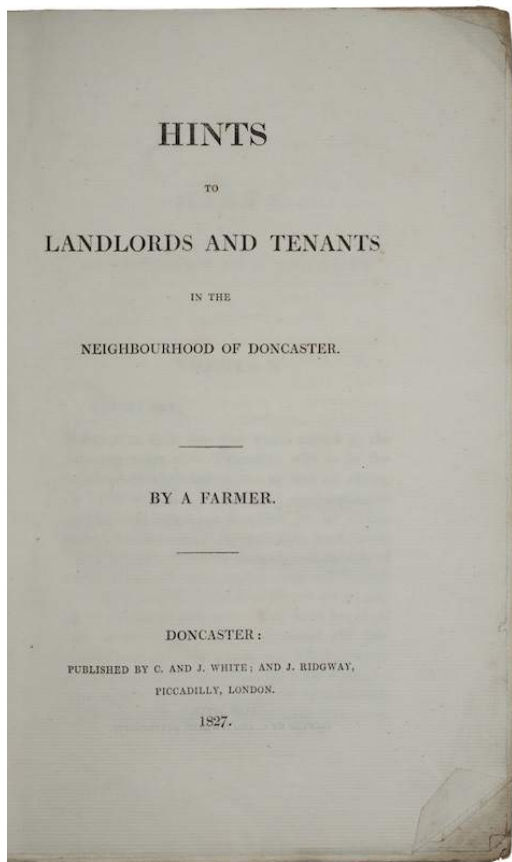 HINTS
TO
LANDLORDS AND TENANTS
IN THE
NEIGHBOURHOOD OF DONCASTER.
BY A FARMER.
DONCASTER:
PUBLISHED BY C. AND J. WHITE; AND J. RIDGWAY,
PICCADILLY, LONDON.
1827.